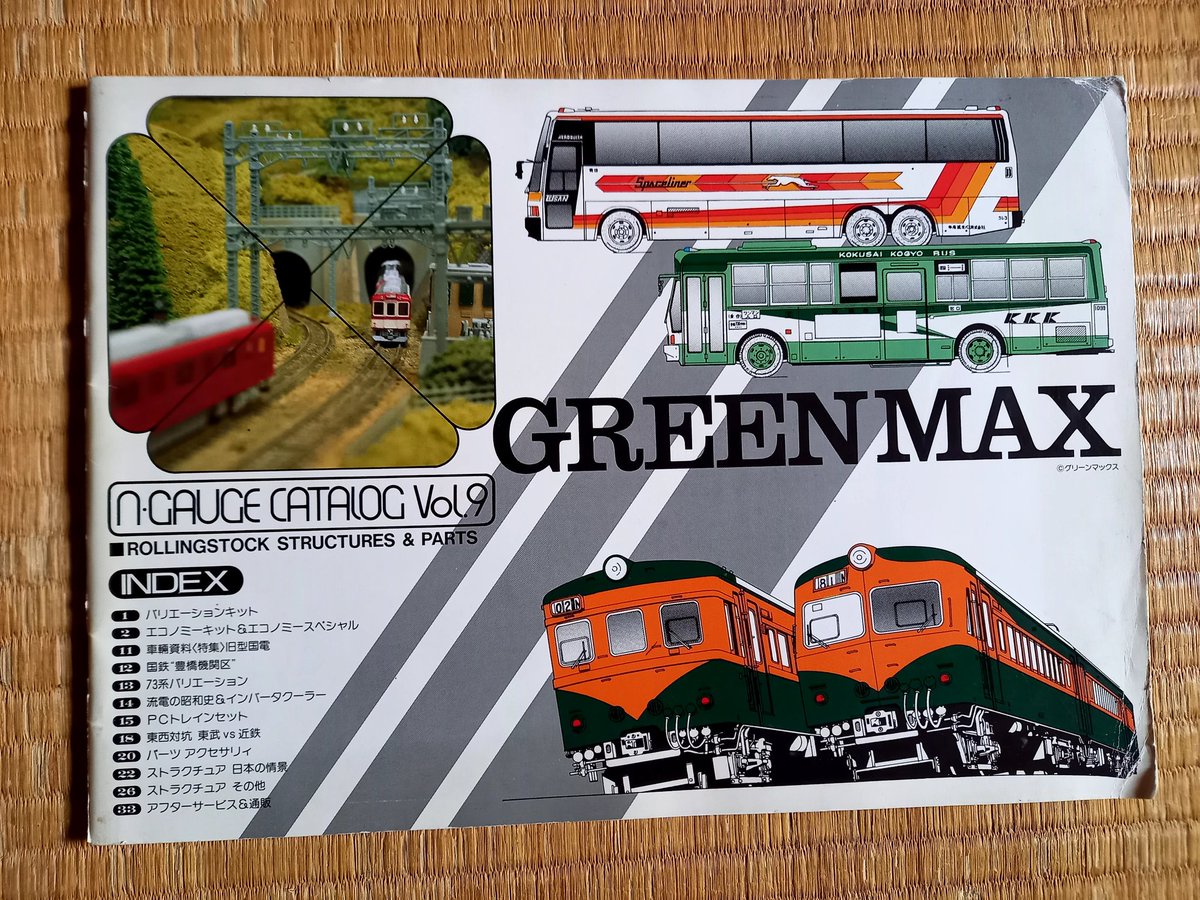 Spaceliner
KOKUSAI KOGYO BUS
KKK
GREENMAX
©グリーンマックス
n·GAUGE CATALOG Vol.9
■ROLLINGSTOCK STRUCTURES & PARTS
INDEX
1 バリエーションキット
2 エコノミーキット&エコノミースペシャル
11 車輛資料〈特集〉旧型国電
12 国鉄"豊橋機関区"
13 73系バリエーション
14 流電の昭和史&インバータクーラー
15 PCトレインセット
18 東西対抗 東武vs近鉄
20 パーツ アクセサリィ
22 ストラクチュア 日本の情景
26 ストラクチュア その他
33 アフターサービス&通販
102
181